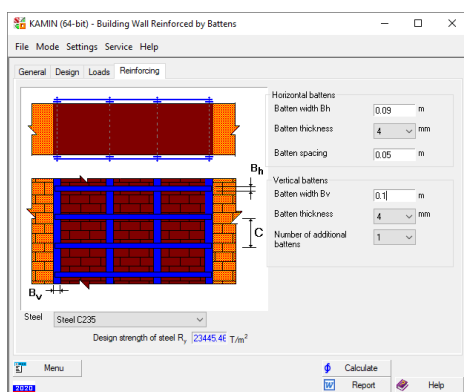 KAMIN (64-bit) - Building Wall Reinforced by Battens
File Mode Settings Service Help
General Design Loads Reinforcing
Horizontal battens
Batten width Bh 0.09 m
Batten thickness 4 mm
Batten spacing 0.05 m
Vertical battens
Batten width Bv 0.1 m
Batten thickness 4 mm
Number of additional battens 1
Bh
C
Bv
Steel Steel C235
Design strength of steel Ry 23445.46 T/m²
Menu Calculate
Report Help
2020